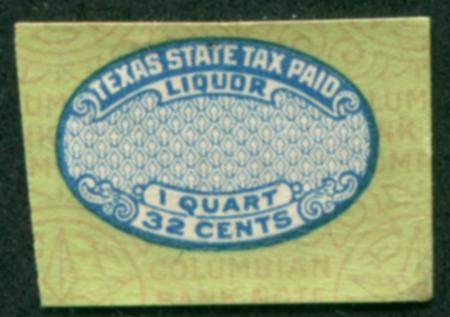 TEXAS STATE TAX PAID
LIQUOR
1 QUART
32 CENTS
COLUMBIAN
BANK NOTE